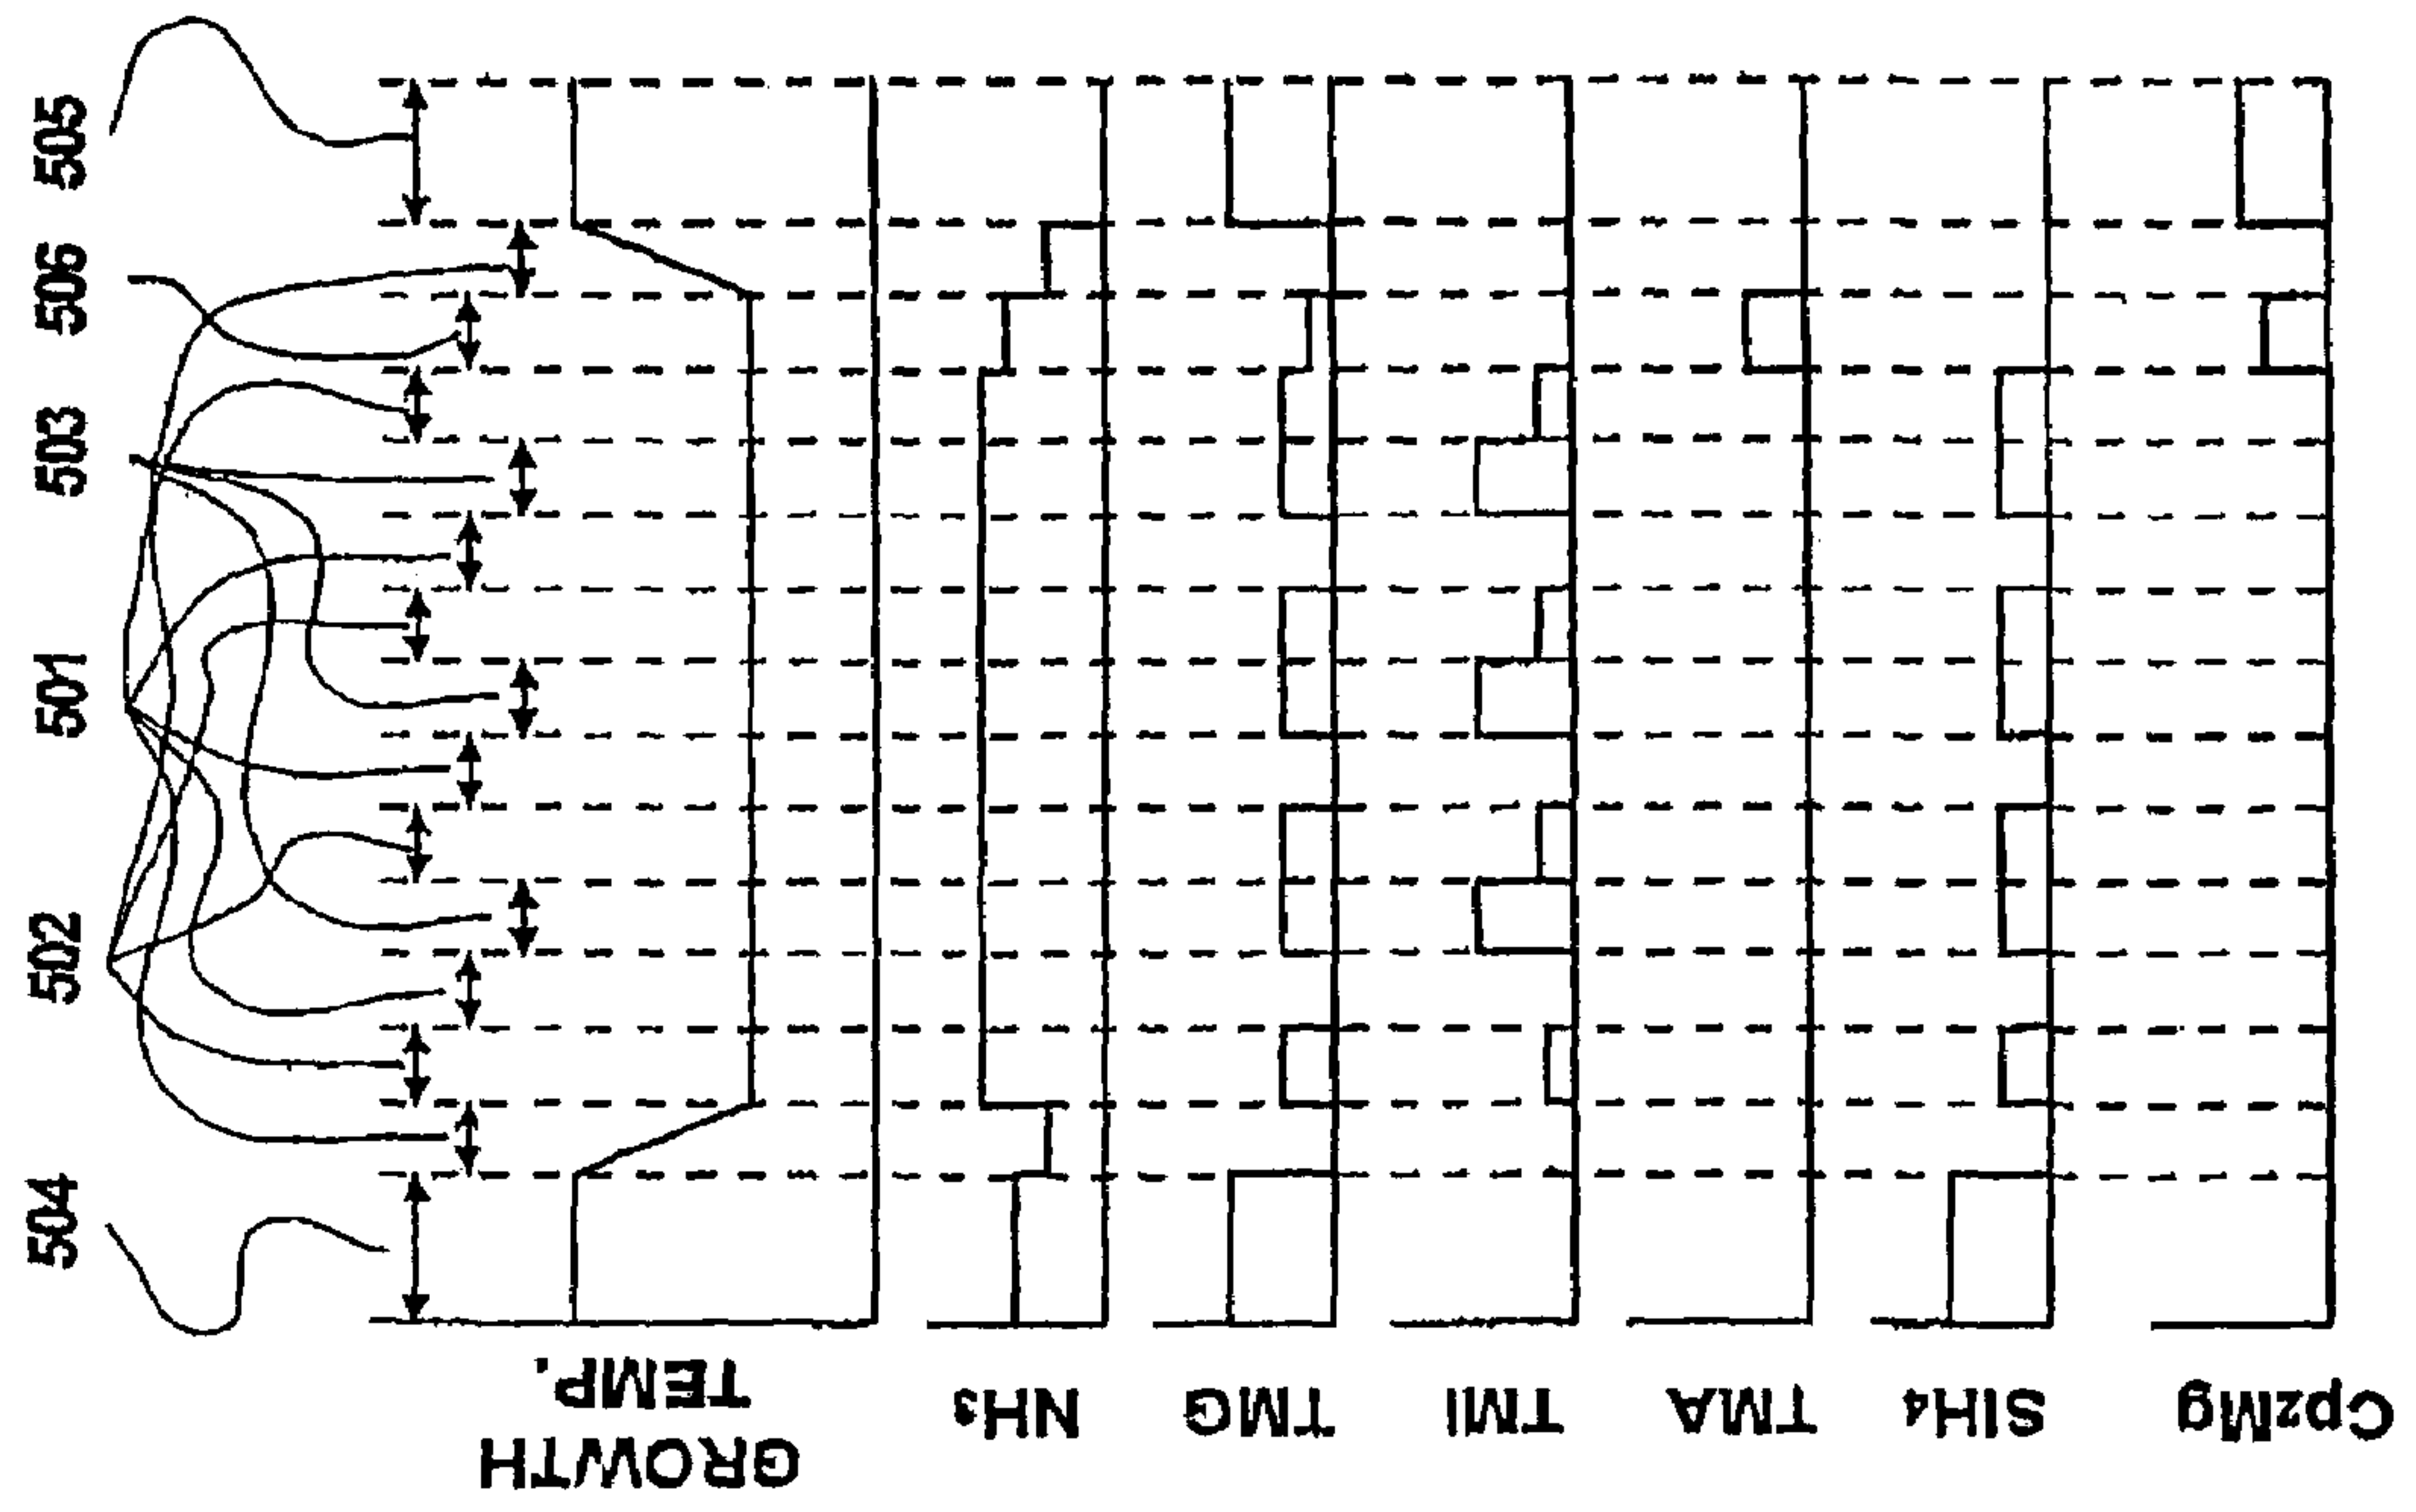 504
502
501
503
506
505
GROWTH
TEMP.
NH3
TMG
TMI
TMA
SIH4
Cp2Mg